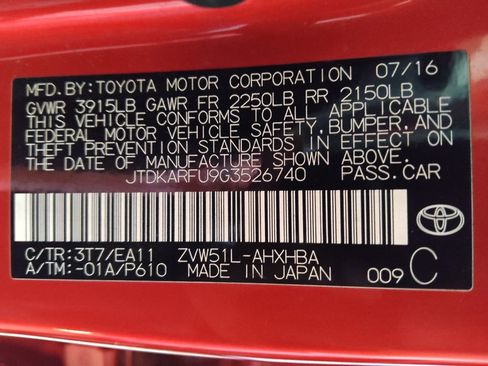 MFD.BY:TOYOTA MOTOR CORPORATION 07/16
GVWR 3915LB GAWR FR 2250LB RR 2150LB
THIS VEHICLE CONFORMS TO ALL APPLICABLE
FEDERAL MOTOR VEHICLE SAFETY,BUMPER,AND
THEFT PREVENTION STANDARDS IN EFFECT ON
THE DATE OF MANUFACTURE SHOWN ABOVE.
JTDKARFU9G3526740 PASS.CAR
C/TR:3T7/EA11 ZVW51L-AHXHBA
A/TM:-01A/P610 MADE IN JAPAN 009 C
TOYOTA